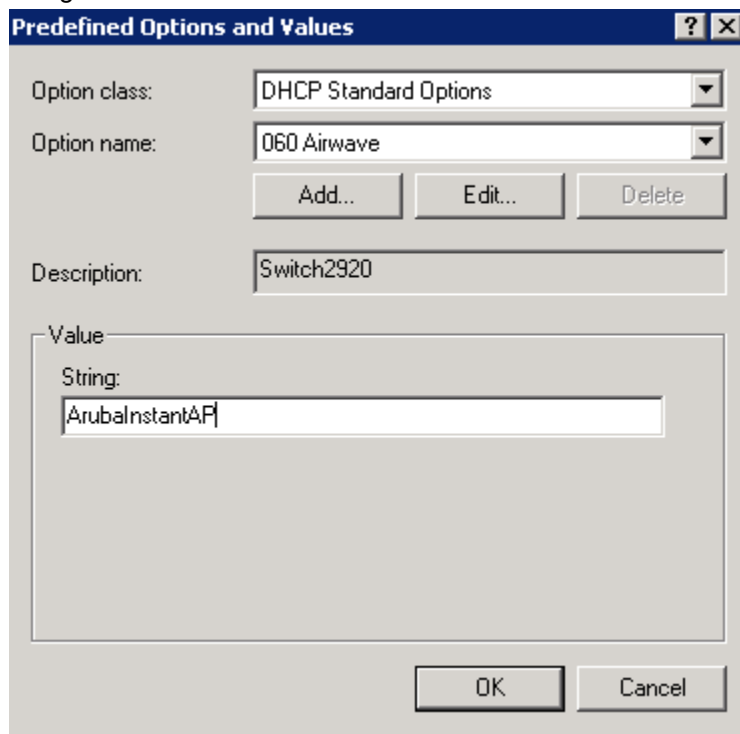 Predefined Options and Values
Option class: DHCP Standard Options
Option name: 060 Airwave
Add... Edit... Delete
Description: Switch2920
Value
String:
ArubaInstantAP
OK Cancel